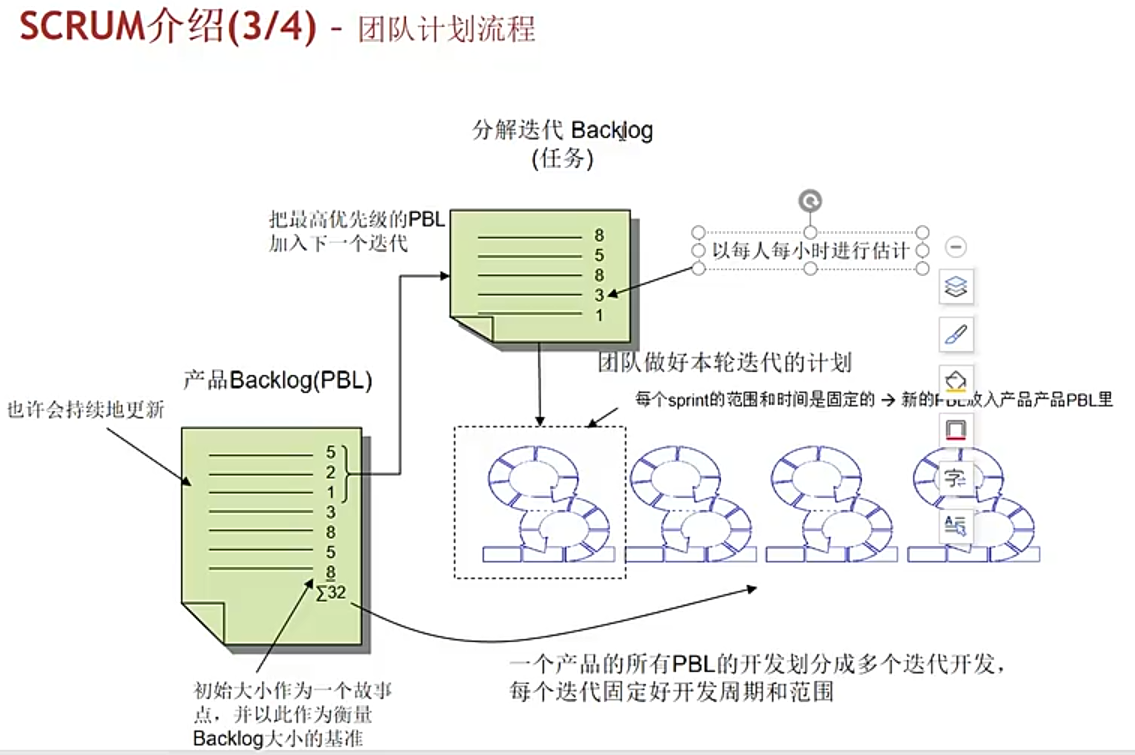 SCRUM介绍(3/4) - 团队计划流程
分解迭代 Backlog
(任务)
把最高优先级的PBL
加入下一个迭代
8
5
8
3
1
以每人每小时进行估计
团队做好本轮迭代的计划
每个sprint的范围和时间是固定的 → 新的PBL放入产品产品PBL里
产品Backlog(PBL)
也许会持续地更新
5
2
1
3
8
5
8
∑32
初始大小作为一个故事
点，并以此作为衡量
Backlog大小的基准
一个产品的所有PBL的开发划分成多个迭代开发，
每个迭代固定好开发周期和范围
字
A